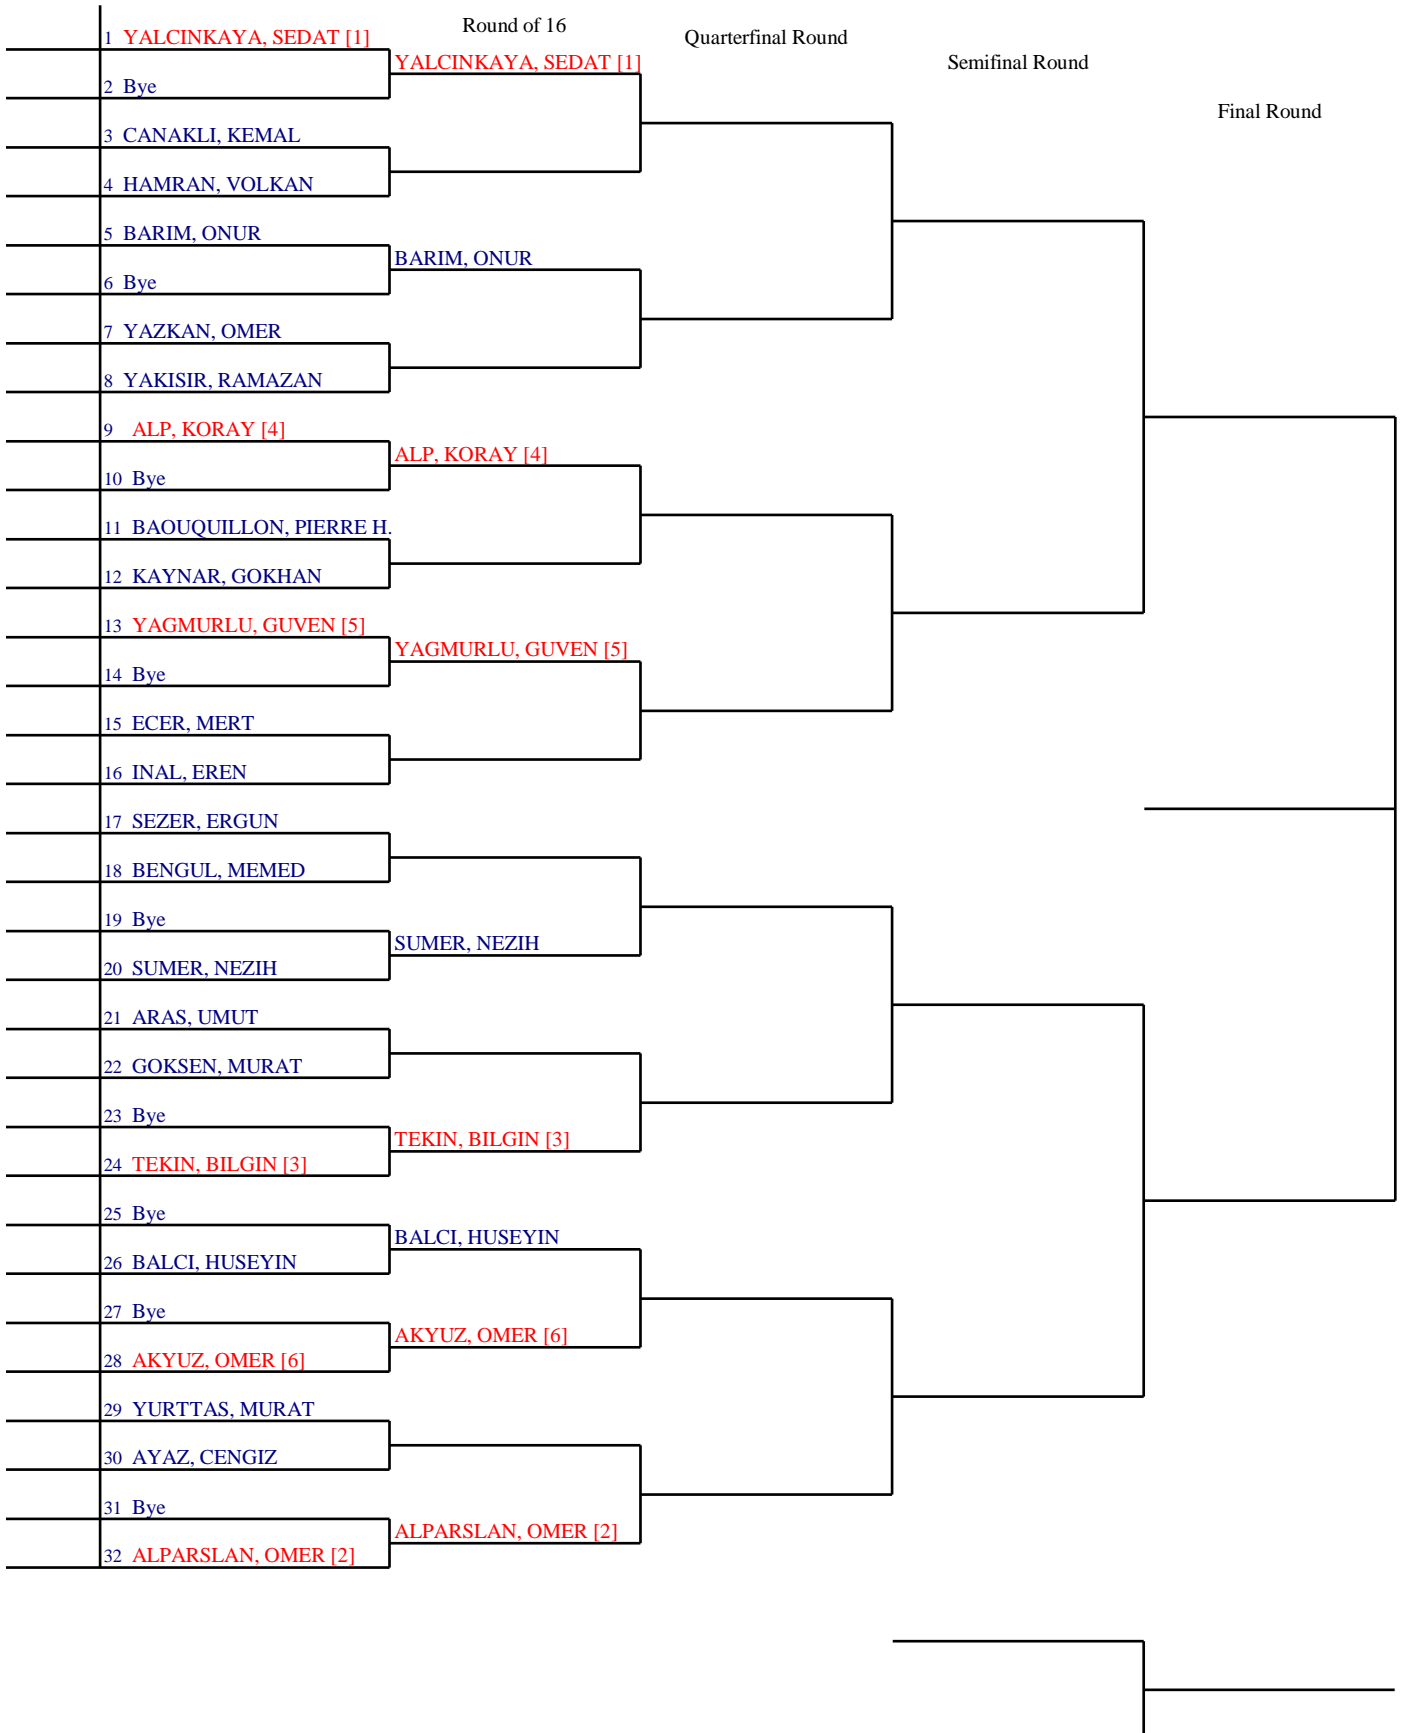 Round of 16
Quarterfinal Round
Semifinal Round
Final Round
1 YALCINKAYA, SEDAT [1]
YALCINKAYA, SEDAT [1]
2 Bye
3 CANAKLI, KEMAL
4 HAMRAN, VOLKAN
5 BARIM, ONUR
BARIM, ONUR
6 Bye
7 YAZKAN, OMER
8 YAKISIR, RAMAZAN
9 ALP, KORAY [4]
ALP, KORAY [4]
10 Bye
11 BAOUQUILLON, PIERRE H.
12 KAYNAR, GOKHAN
13 YAGMURLU, GUVEN [5]
YAGMURLU, GUVEN [5]
14 Bye
15 ECER, MERT
16 INAL, EREN
17 SEZER, ERGUN
18 BENGUL, MEMED
19 Bye
SUMER, NEZIH
20 SUMER, NEZIH
21 ARAS, UMUT
22 GOKSEN, MURAT
23 Bye
TEKIN, BILGIN [3]
24 TEKIN, BILGIN [3]
25 Bye
BALCI, HUSEYIN
26 BALCI, HUSEYIN
27 Bye
AKYUZ, OMER [6]
28 AKYUZ, OMER [6]
29 YURTTAS, MURAT
30 AYAZ, CENGIZ
31 Bye
ALPARSLAN, OMER [2]
32 ALPARSLAN, OMER [2]